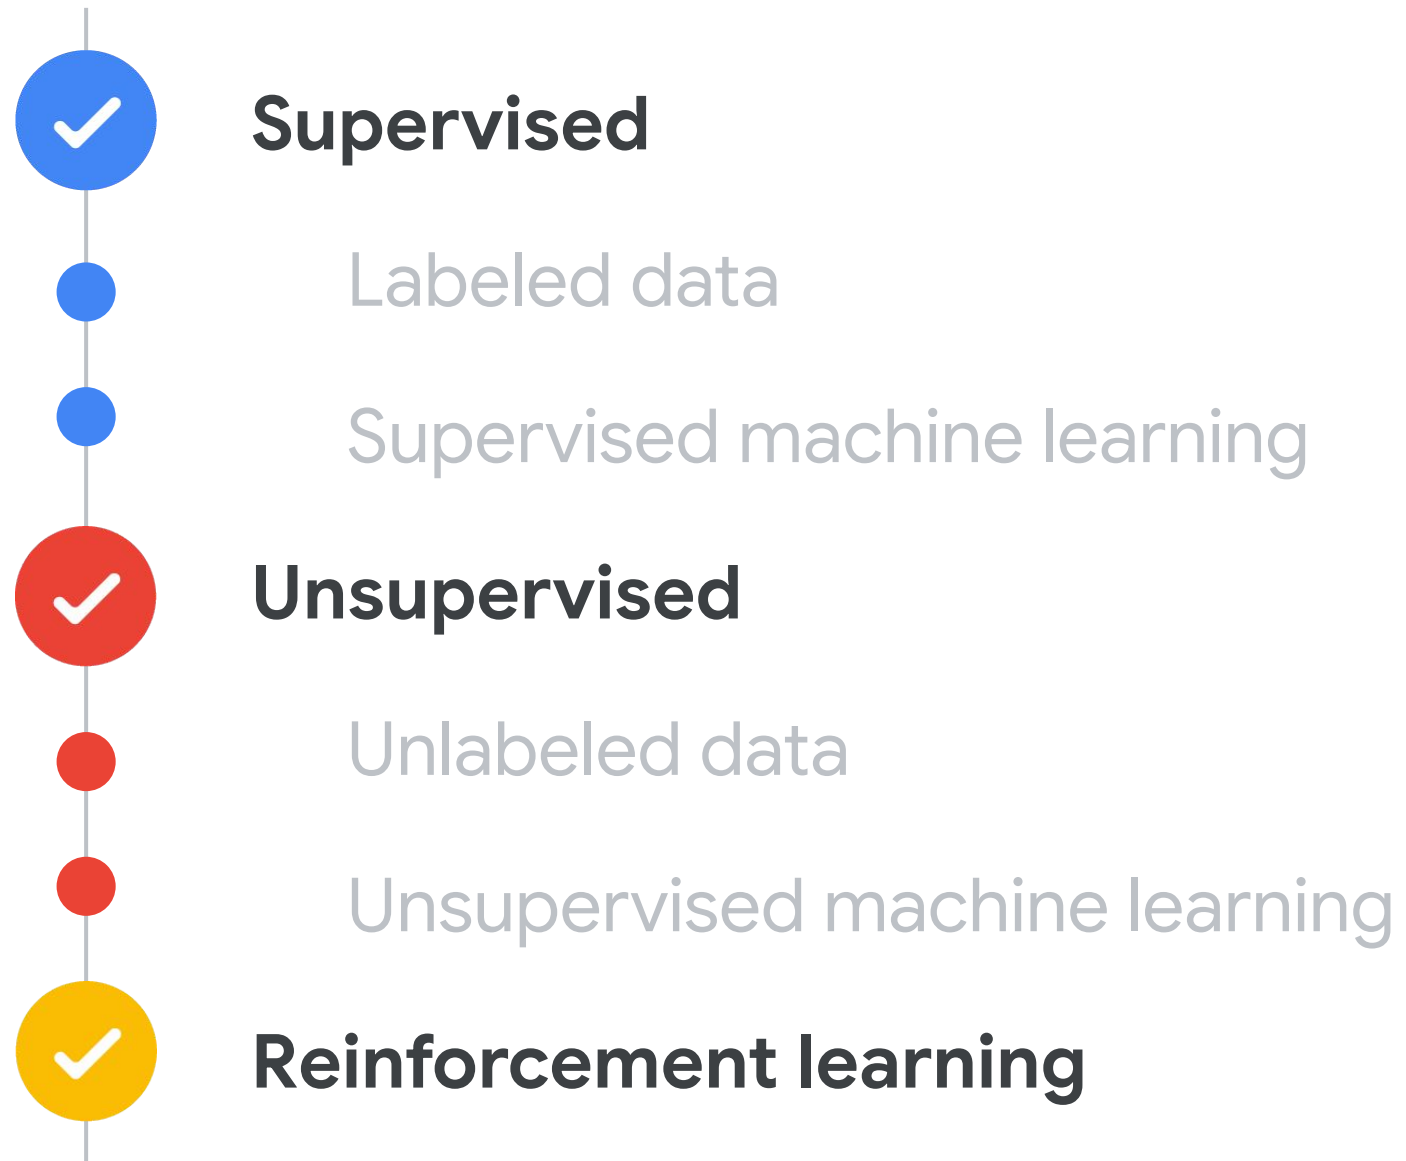 Supervised
Labeled data
Supervised machine learning
Unsupervised
Unlabeled data
Unsupervised machine learning
Reinforcement learning